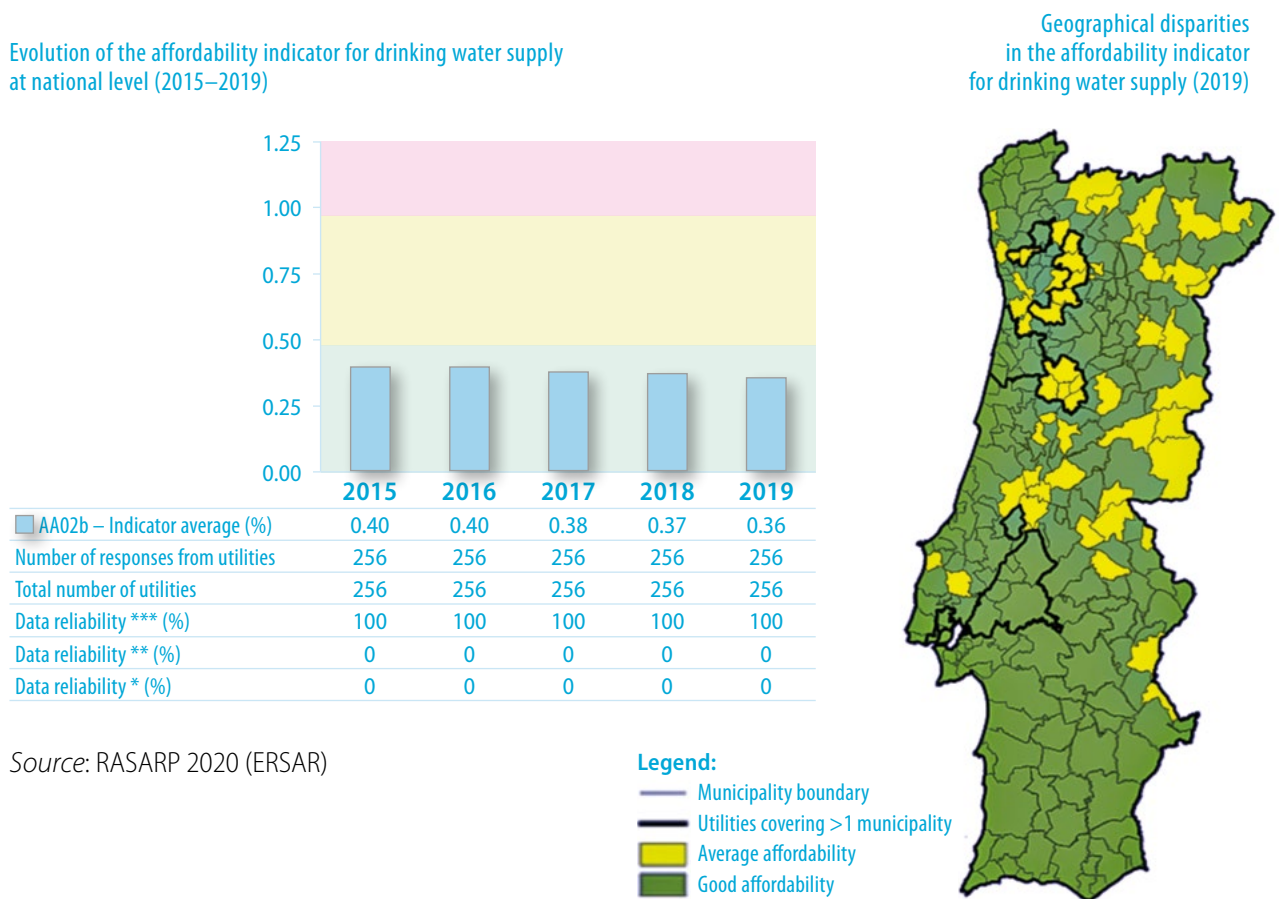 Evolution of the affordability indicator for drinking water supply
at national level (2015–2019)
Geographical disparities
in the affordability indicator
for drinking water supply (2019)
1.25
1.00
0.75
0.50
0.25
0.00
2015 2016 2017 2018 2019
AA02b – Indicator average (%) 0.40 0.40 0.38 0.37 0.36
Number of responses from utilities 256 256 256 256 256
Total number of utilities 256 256 256 256 256
Data reliability *** (%) 100 100 100 100 100
Data reliability ** (%) 0 0 0 0 0
Data reliability * (%) 0 0 0 0 0
Source: RASARP 2020 (ERSAR)
Legend:
Municipality boundary
Utilities covering >1 municipality
Average affordability
Good affordability